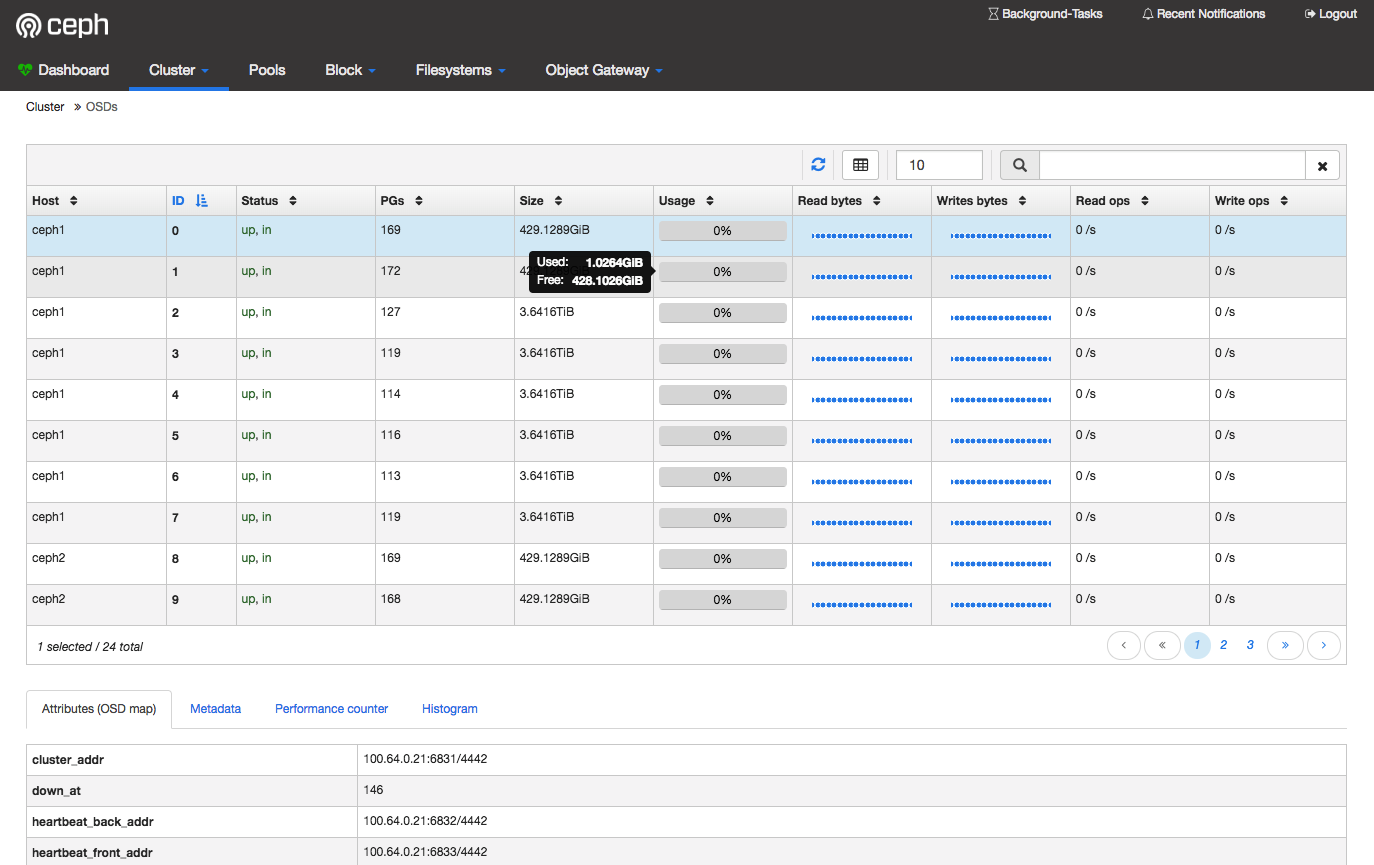 ceph
Background-Tasks Recent Notifications Logout
Dashboard Cluster Pools Block Filesystems Object Gateway
Cluster » OSDs
10
Host ID Status PGs Size Usage Read bytes Writes bytes Read ops Write ops
ceph1 0 up, in 169 429.1289GiB 0% 0 /s 0 /s
Used: 1.0264GiB
Free: 428.1026GiB
ceph1 1 up, in 172 0% 0 /s 0 /s
ceph1 2 up, in 127 3.6416TiB 0% 0 /s 0 /s
ceph1 3 up, in 119 3.6416TiB 0% 0 /s 0 /s
ceph1 4 up, in 114 3.6416TiB 0% 0 /s 0 /s
ceph1 5 up, in 116 3.6416TiB 0% 0 /s 0 /s
ceph1 6 up, in 113 3.6416TiB 0% 0 /s 0 /s
ceph1 7 up, in 119 3.6416TiB 0% 0 /s 0 /s
ceph2 8 up, in 169 429.1289GiB 0% 0 /s 0 /s
ceph2 9 up, in 168 429.1289GiB 0% 0 /s 0 /s
1 selected / 24 total ‹ « 1 2 3 » ›
Attributes (OSD map) Metadata Performance counter Histogram
cluster_addr 100.64.0.21:6831/4442
down_at 146
heartbeat_back_addr 100.64.0.21:6832/4442
heartbeat_front_addr 100.64.0.21:6833/4442